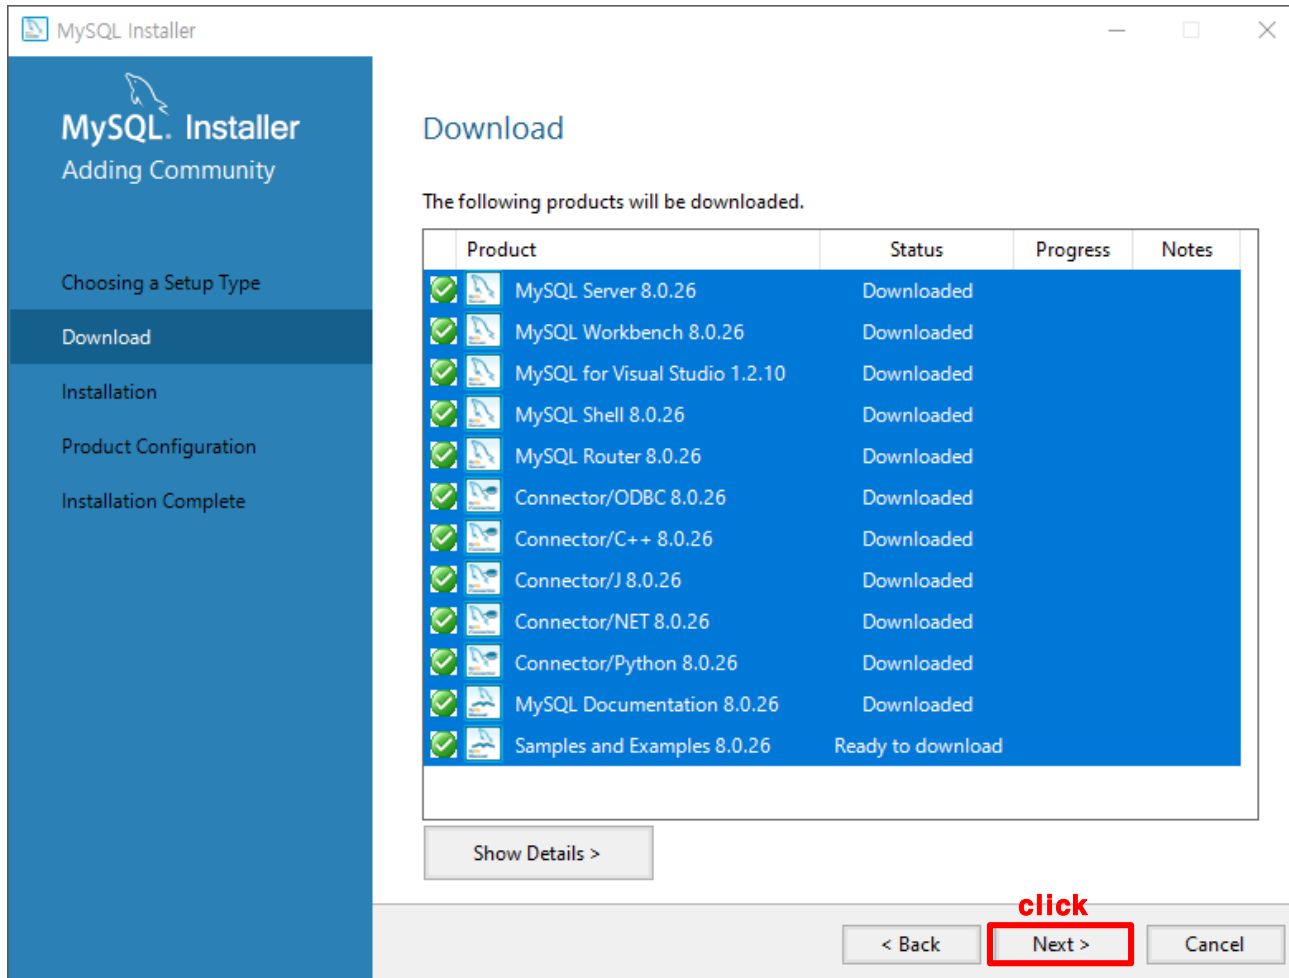 MySQL Installer
MySQL. Installer
Adding Community
Choosing a Setup Type
Download
Installation
Product Configuration
Installation Complete
Download
The following products will be downloaded.
Product Status Progress Notes
MySQL Server 8.0.26 Downloaded
MySQL Workbench 8.0.26 Downloaded
MySQL for Visual Studio 1.2.10 Downloaded
MySQL Shell 8.0.26 Downloaded
MySQL Router 8.0.26 Downloaded
Connector/ODBC 8.0.26 Downloaded
Connector/C++ 8.0.26 Downloaded
Connector/J 8.0.26 Downloaded
Connector/NET 8.0.26 Downloaded
Connector/Python 8.0.26 Downloaded
MySQL Documentation 8.0.26 Downloaded
Samples and Examples 8.0.26 Ready to download
Show Details >
click
< Back Next > Cancel